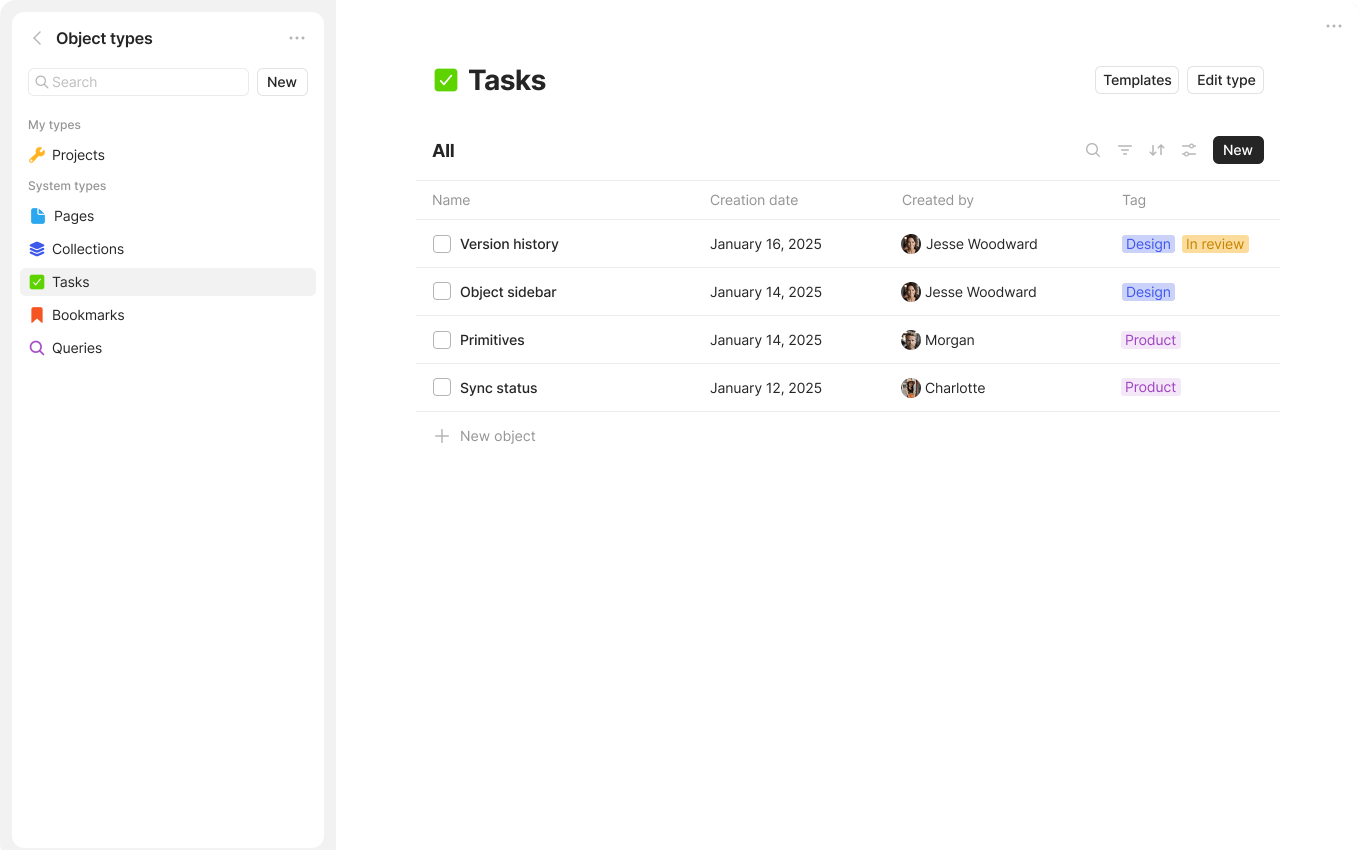 Object types
Search
New
My types
Projects
System types
Pages
Collections
Tasks
Bookmarks
Queries
Tasks
Templates
Edit type
All
New
Name Creation date Created by Tag
Version history January 16, 2025 Jesse Woodward Design In review
Object sidebar January 14, 2025 Jesse Woodward Design
Primitives January 14, 2025 Morgan Product
Sync status January 12, 2025 Charlotte Product
New object